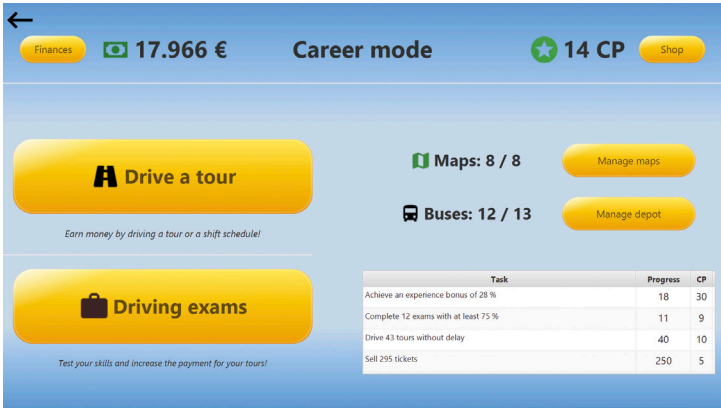 Finances
17.966 €
Career mode
14 CP
Shop
Drive a tour
Earn money by driving a tour or a shift schedule!
Maps: 8 / 8
Manage maps
Buses: 12 / 13
Manage depot
Driving exams
Test your skills and increase the payment for your tours!
Task Progress CP
Achieve an experience bonus of 28 % 18 30
Complete 12 exams with at least 75 % 11 9
Drive 43 tours without delay 40 10
Sell 295 tickets 250 5